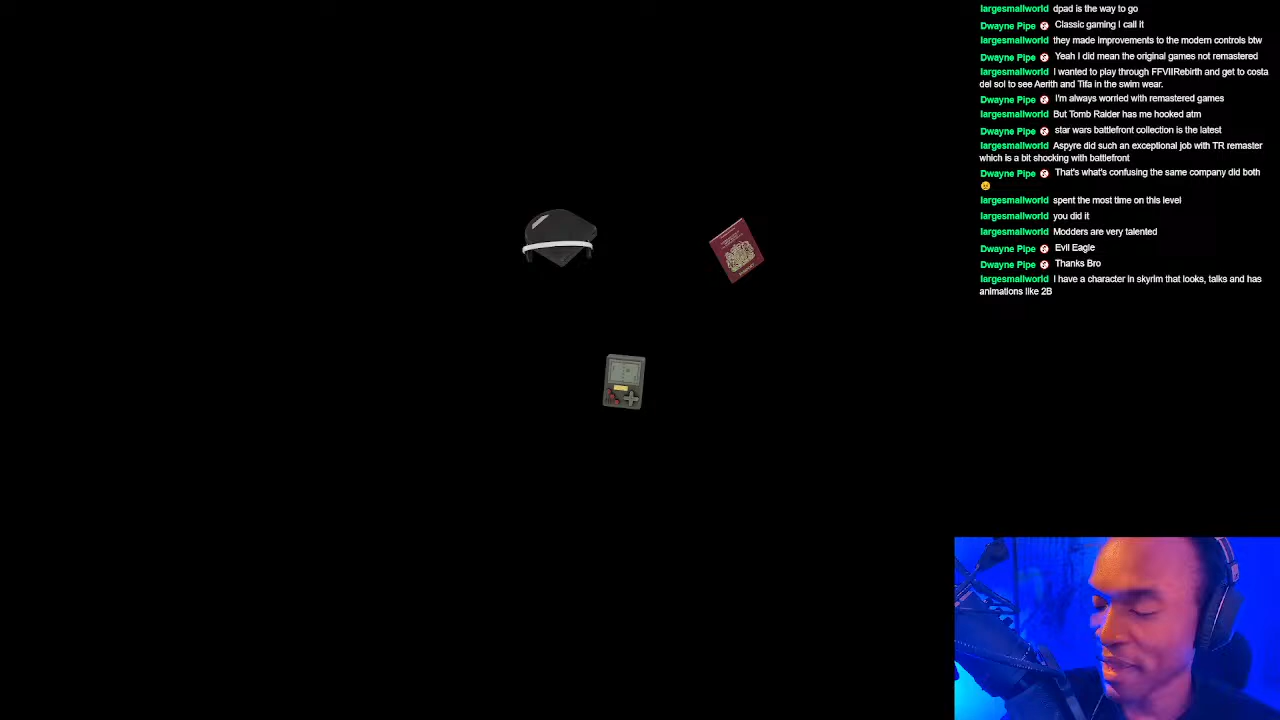 largesmallworld dpad is the way to go
Dwayne Pipe Classic gaming I call it
largesmallworld they made improvements to the modern controls btw
Dwayne Pipe Yeah I did mean the original games not remastered
largesmallworld I wanted to play through FFVIIRebirth and get to costa
del sol to see Aerith and Tifa in the swim wear.
Dwayne Pipe I'm always worried with remastered games
largesmallworld But Tomb Raider has me hooked atm
Dwayne Pipe star wars battlefront collection is the latest
largesmallworld Aspyre did such an exceptional job with TR remaster
which is a bit shocking with battlefront
Dwayne Pipe That's what's confusing the same company did both
largesmallworld spent the most time on this level
largesmallworld you did it
largesmallworld Modders are very talented
Dwayne Pipe Evil Eagle
Dwayne Pipe Thanks Bro
largesmallworld I have a character in skyrim that looks, talks and has
animations like 2B